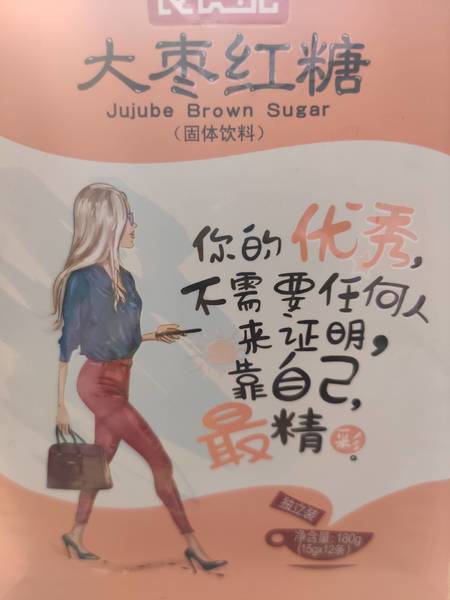 大枣红糖
Jujube Brown Sugar
（固体饮料）
你的优秀，
不需要任何人
来证明，
靠自己，
最精彩。
独立装
净含量：180g
(15gx12条)